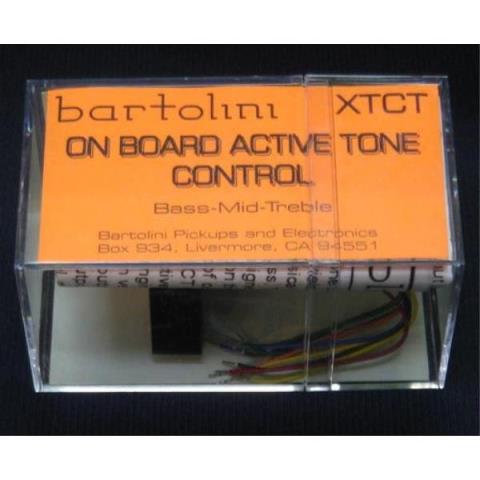 bartolini XTCT
ON BOARD ACTIVE TONE
CONTROL
Bass-Mid-Treble
Bartolini Pickups and Electronics
Box 934, Livermore, CA 94551